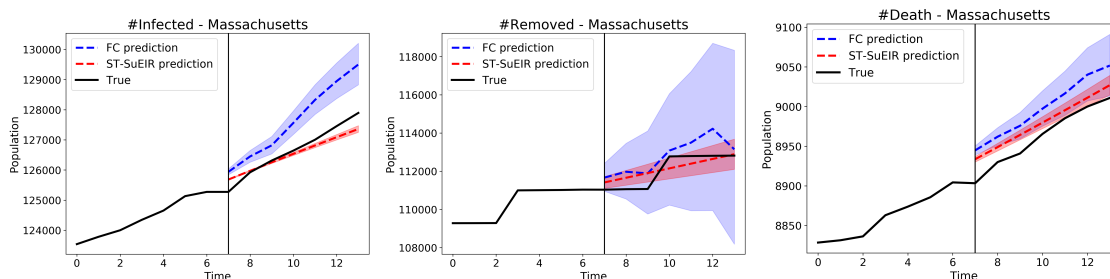 #Infected - Massachusetts
130000
129000
128000
127000
126000
125000
124000
Population
FC prediction
ST-SuEIR prediction
True
0 2 4 6 8 10 12
Time
#Removed - Massachusetts
118000
116000
114000
112000
110000
108000
Population
FC prediction
ST-SuEIR prediction
True
0 2 4 6 8 10 12
Time
#Death - Massachusetts
9100
9050
9000
8950
8900
8850
Population
FC prediction
ST-SuEIR prediction
True
0 2 4 6 8 10 12
Time